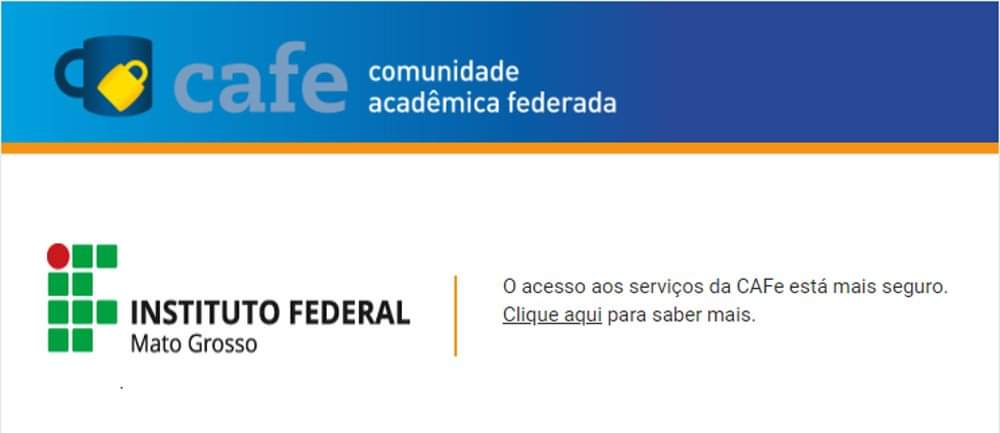 cafe
comunidade
acadêmica federada
INSTITUTO FEDERAL
Mato Grosso
O acesso aos serviços da CAFe está mais seguro.
Clique aqui para saber mais.
.